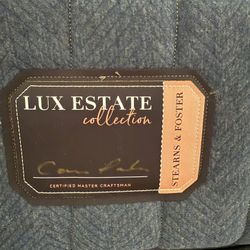 LUX ESTATE
collection
CERTIFIED MASTER CRAFTSMAN
STEARNS & FOSTER